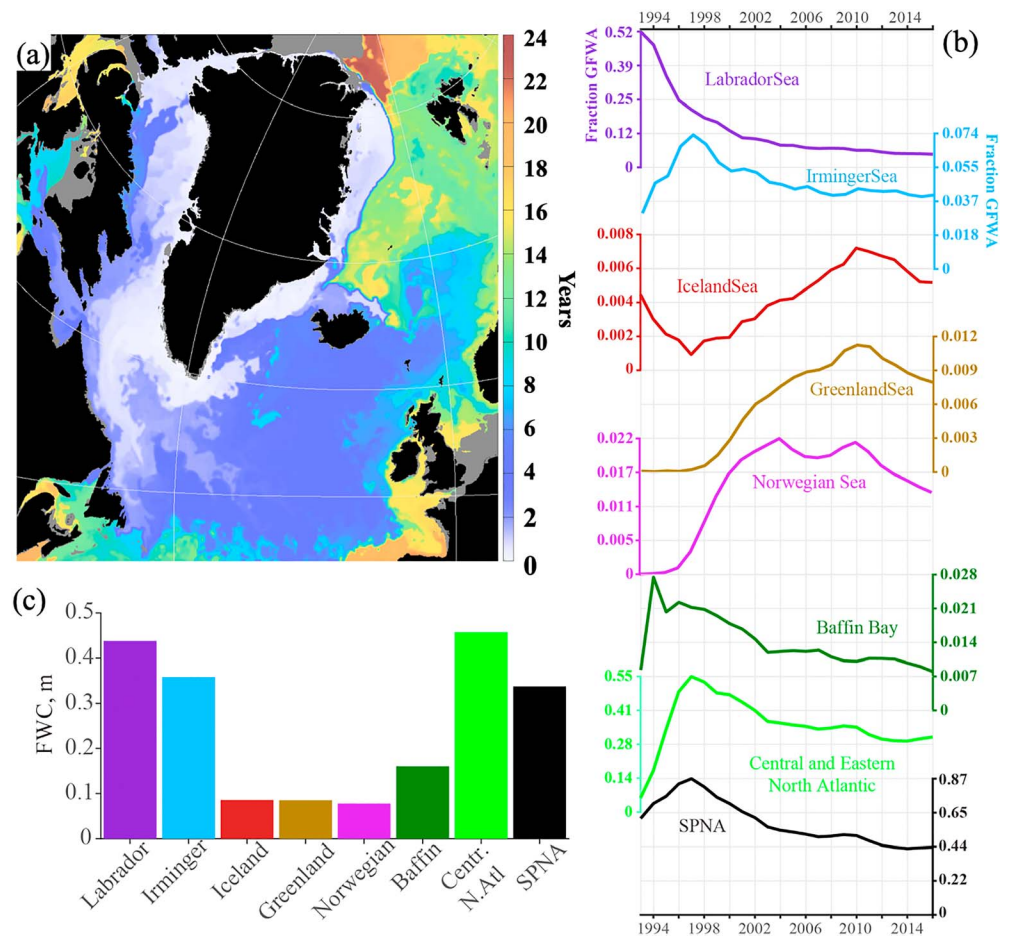 (a)
24
22
20
18
16
14
12
10
8
6
4
2
0
Years
(b)
1994 1998 2002 2006 2010 2014
0.52
0.39
0.25
0.12
0
Fraction GFWA
LabradorSea
0.074
0.055
0.037
0.018
0
Fraction GFWA
IrmingerSea
0.008
0.006
0.004
0.002
0
IcelandSea
0.012
0.009
0.006
0.003
0
GreenlandSea
0.022
0.017
0.011
0.005
0
Norwegian Sea
0.028
0.021
0.014
0.007
0
Baffin Bay
0.55
0.41
0.28
0.14
0
Central and Eastern
North Atlantic
0.87
0.65
0.44
0.22
0
SPNA
1994 1998 2002 2006 2010 2014
(c)
0.5
0.4
0.3
0.2
0.1
0
FWC, m
Labrador
Irminger
Iceland
Greenland
Norwegian
Baffin
Centr.
N.Atl
SPNA